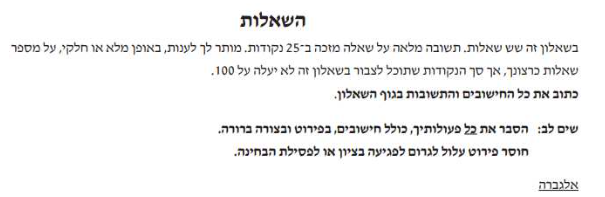 השאלות
בשאלון זה שש שאלות. תשובה מלאה על שאלה מזכה ב־25 נקודות. מותר לך לענות, באופן מלא או חלקי, על מספר
שאלות כרצונך, אך סך הנקודות שתוכל לצבור בשאלון זה לא יעלה על 100.
כתוב את כל החישובים והתשובות בגוף השאלון.
שים לב: הסבר את כל פעולותיך, כולל חישובים, בפירוט ובצורה ברורה.
חוסר פירוט עלול לגרום לפגיעה בציון או לפסילת הבחינה.
אלגברה